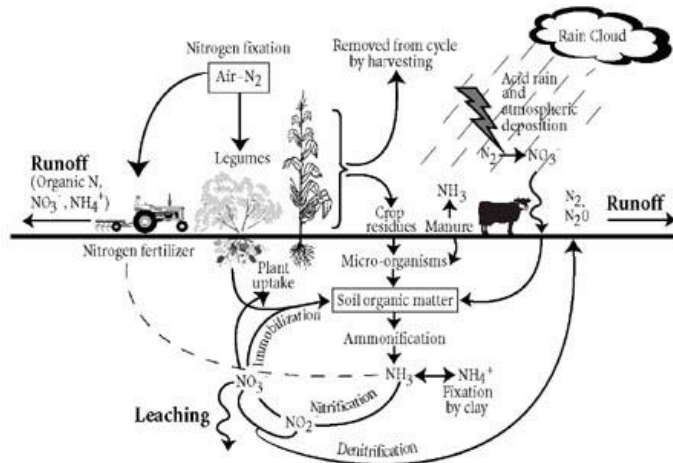 Nitrogen fixation
Air–N₂
Removed from cycle
by harvesting
Rain Cloud
Acid rain
and
atmospheric
deposition
N₂
NO₃⁻
Legumes
Runoff
(Organic N,
NO₃⁻, NH₄⁺)
NH₃
N₂,
N₂O
Runoff
Crop
residues
Manure
Nitrogen fertilizer
Plant
uptake
Micro-organisms
Soil organic matter
Immobilization
Ammonification
NO₃⁻
NH₃
NH₄⁺
Fixation
by clay
Nitrification
Leaching
NO₂
Denitrification